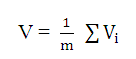 V = 1/m ∑ Vi